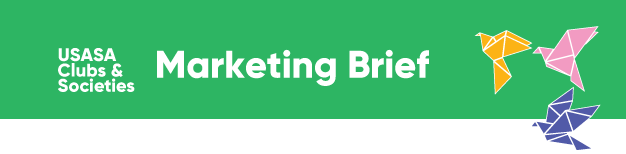 USASA
Clubs &
Societies
Marketing Brief